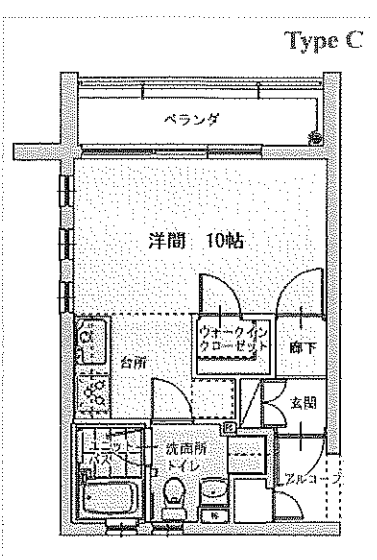 Type C
ベランダ
洋間 10帖
ウォークイン
クローゼット
廊下
台所
玄関
ユニット
バス
洗面所
トイレ
アルコーブ